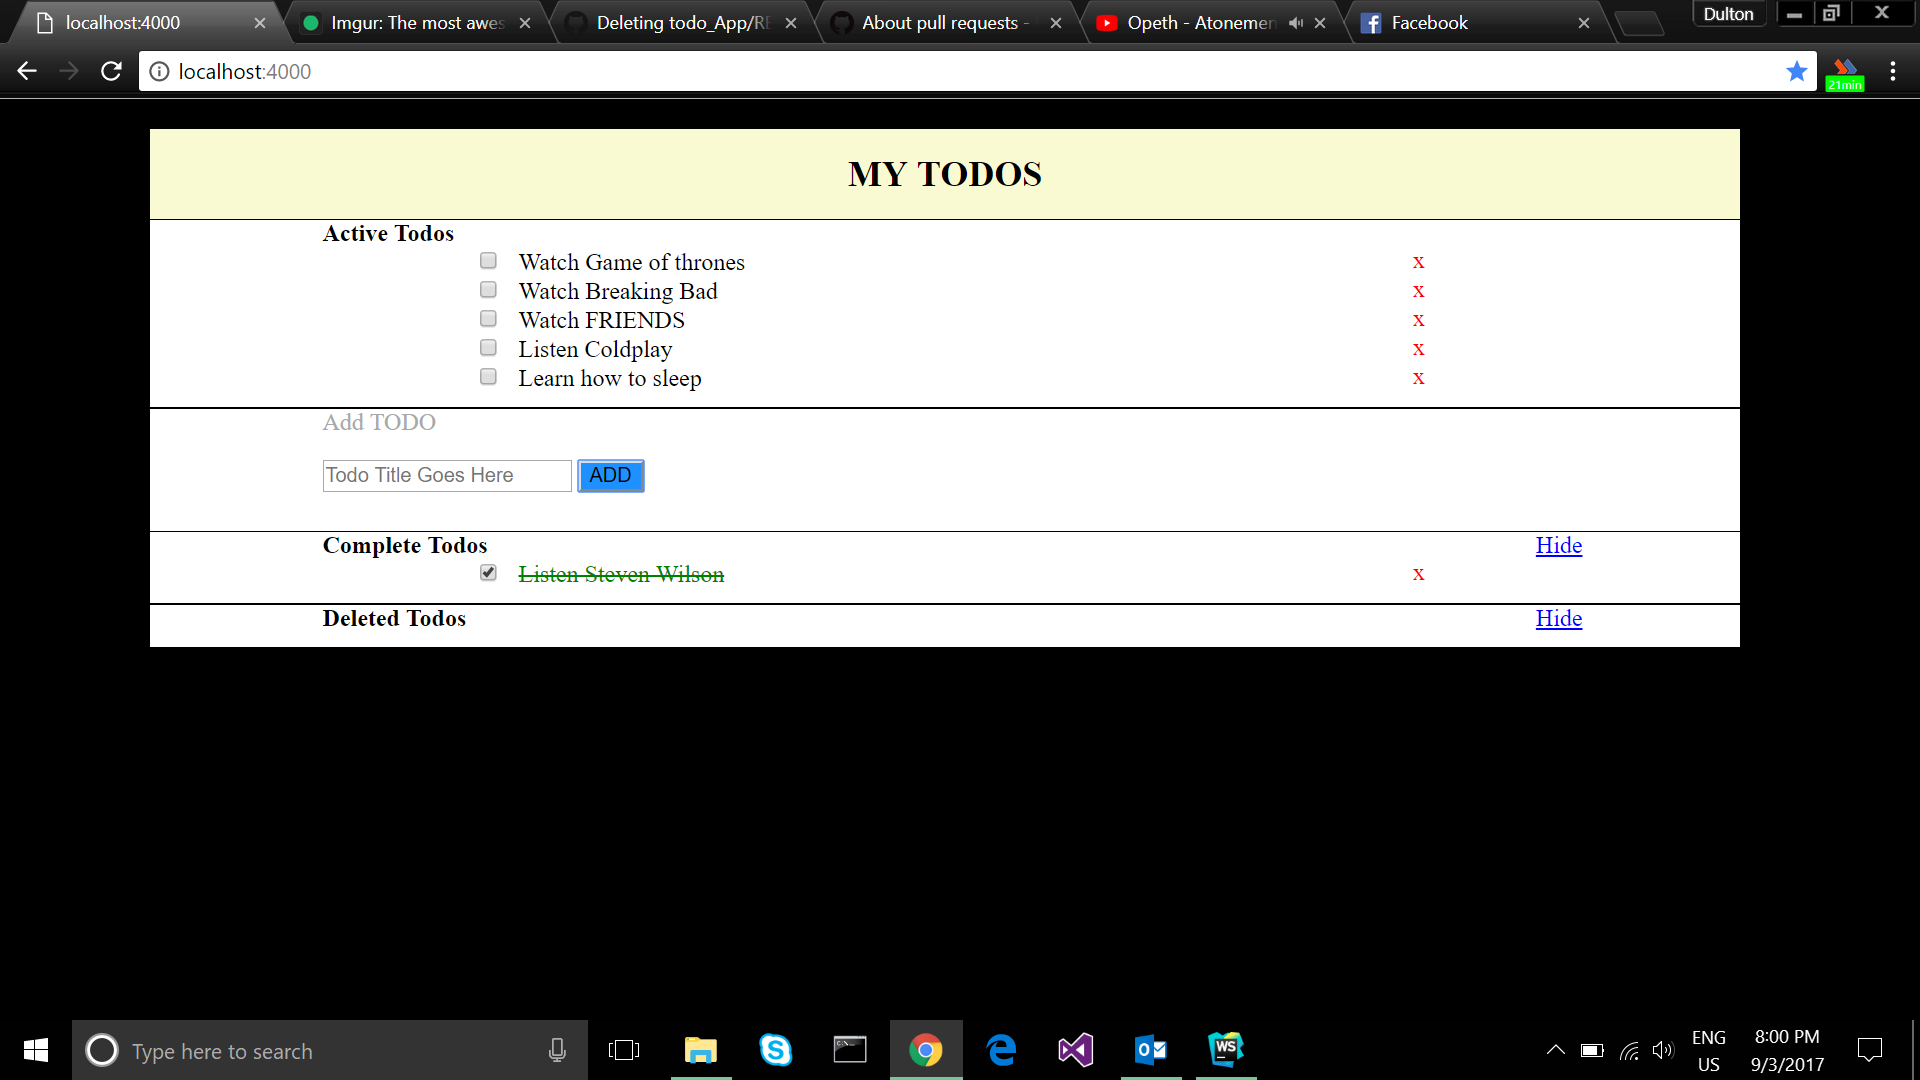 localhost:4000
Imgur: The most awes
Deleting todo_App/RE
About pull requests -
Opeth - Atonemen
Facebook
Dulton
localhost:4000
21min
MY TODOS
Active Todos
Watch Game of thrones x
Watch Breaking Bad x
Watch FRIENDS x
Listen Coldplay x
Learn how to sleep x
Add TODO
Todo Title Goes Here ADD
Complete Todos Hide
Listen Steven Wilson x
Deleted Todos Hide
Type here to search
WS
ENG
US
8:00 PM
9/3/2017